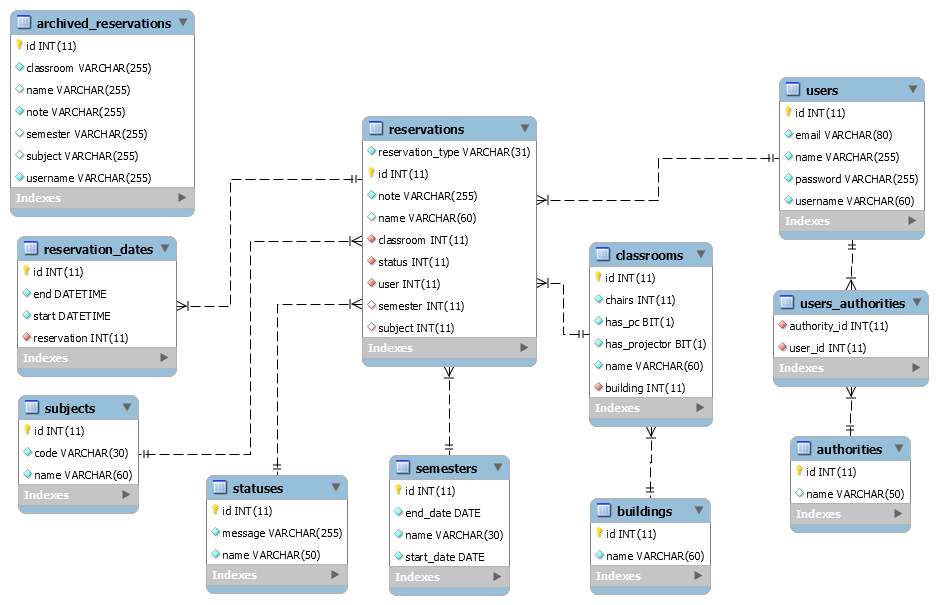 archived_reservations
id INT(11)
classroom VARCHAR(255)
name VARCHAR(255)
note VARCHAR(255)
semester VARCHAR(255)
subject VARCHAR(255)
username VARCHAR(255)
Indexes
reservation_dates
id INT(11)
end DATETIME
start DATETIME
reservation INT(11)
Indexes
subjects
id INT(11)
code VARCHAR(30)
name VARCHAR(60)
Indexes
statuses
id INT(11)
message VARCHAR(255)
name VARCHAR(50)
Indexes
reservations
reservation_type VARCHAR(31)
id INT(11)
note VARCHAR(255)
name VARCHAR(60)
classroom INT(11)
status INT(11)
user INT(11)
semester INT(11)
subject INT(11)
Indexes
semesters
id INT(11)
end_date DATE
name VARCHAR(30)
start_date DATE
Indexes
classrooms
id INT(11)
chairs INT(11)
has_pc BIT(1)
has_projector BIT(1)
name VARCHAR(60)
building INT(11)
Indexes
buildings
id INT(11)
name VARCHAR(60)
Indexes
users
id INT(11)
email VARCHAR(80)
name VARCHAR(255)
password VARCHAR(255)
username VARCHAR(60)
Indexes
users_authorities
authority_id INT(11)
user_id INT(11)
Indexes
authorities
id INT(11)
name VARCHAR(50)
Indexes